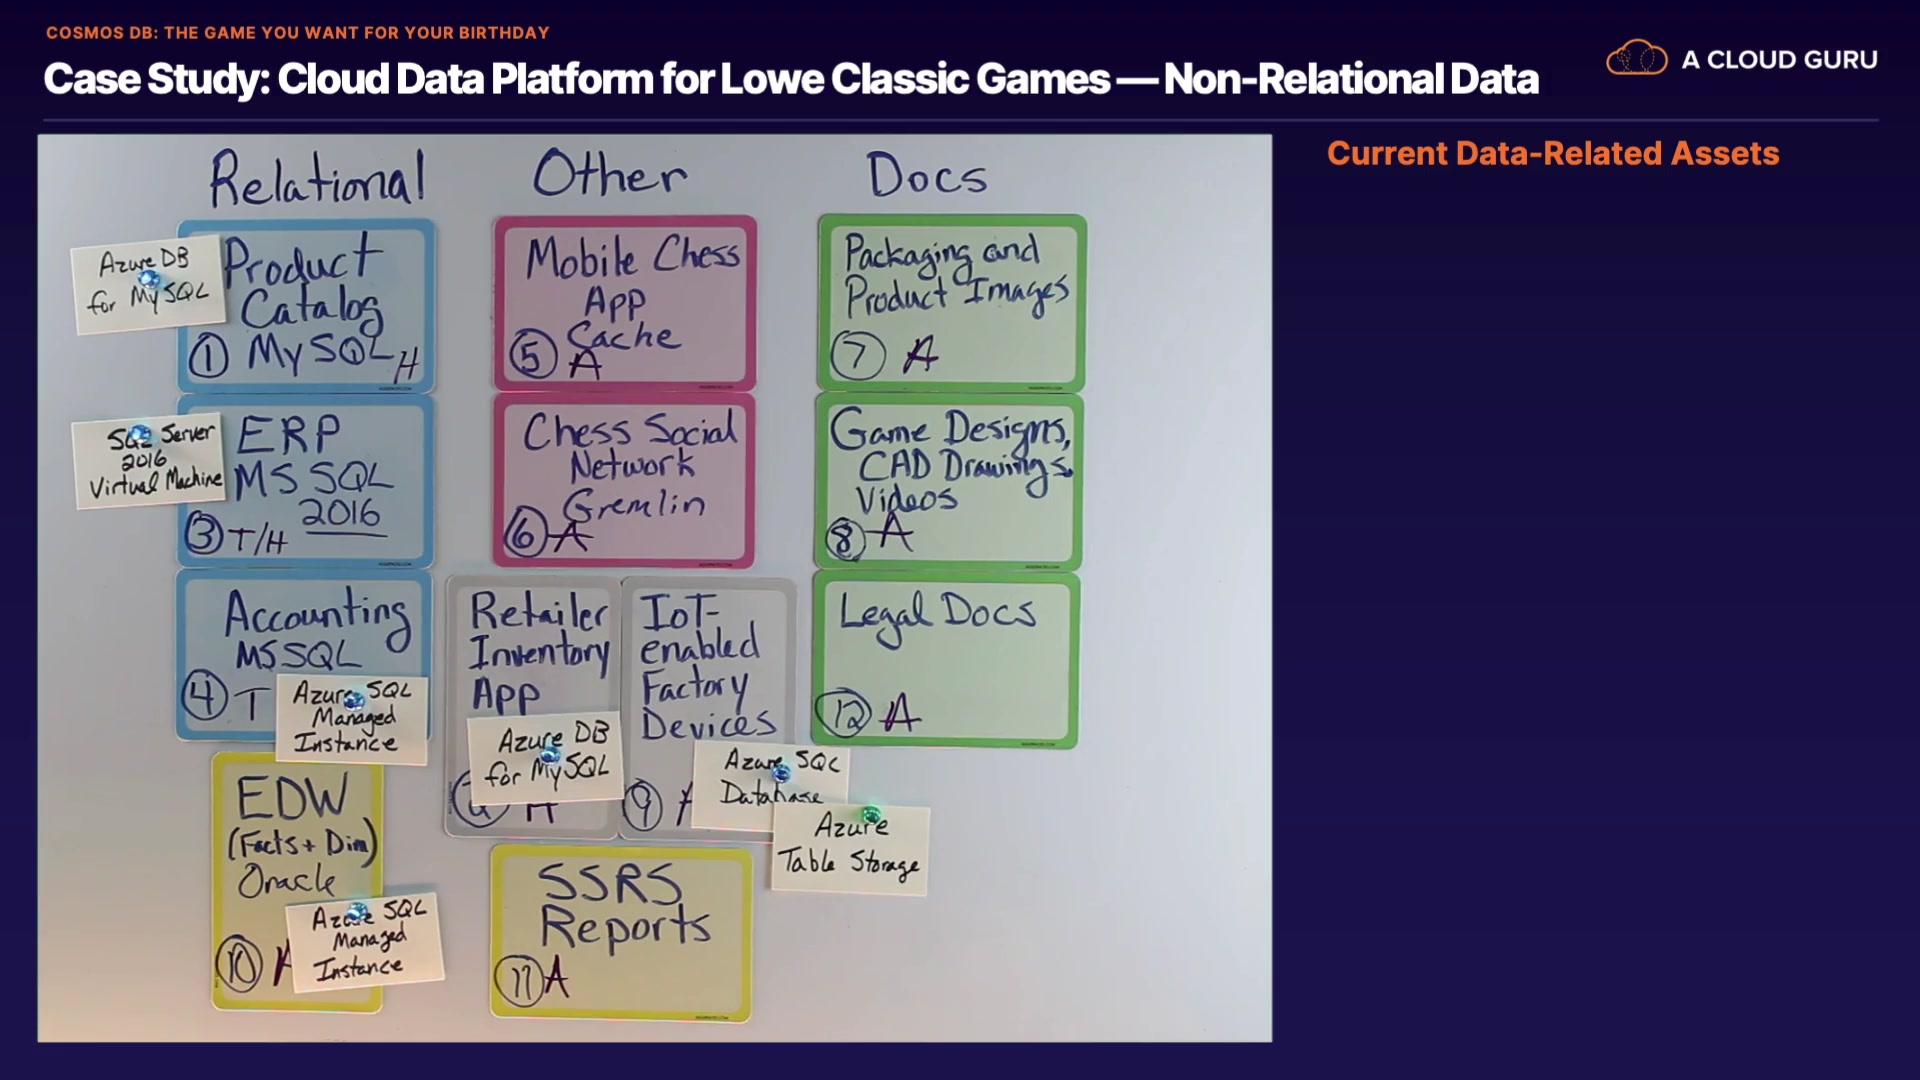 COSMOS DB: THE GAME YOU WANT FOR YOUR BIRTHDAY
Case Study: Cloud Data Platform for Lowe Classic Games — Non-Relational Data
A CLOUD GURU
Current Data-Related Assets
Relational
Azure DB
for MySQL
Product
Catalog
1 MySQL H
SQL Server
2016
Virtual Machine
ERP
MS SQL
2016
3 T/H
Accounting
MSSQL
4 T
Azure SQL
Managed
Instance
EDW
(Facts + Dim)
Oracle
10 A
Azure SQL
Managed
Instance
Other
Mobile Chess
App
Cache
5 A
Chess Social
Network
Gremlin
6 A
Retailer
Inventory
App
Azure DB
for MySQL
H
IoT-
enabled
Factory
Devices
9
Azure SQL
Database
Azure
Table Storage
SSRS
Reports
11 A
Docs
Packaging and
Product Images
7 A
Game Designs,
CAD Drawings,
Videos
8 A
Legal Docs
12 A